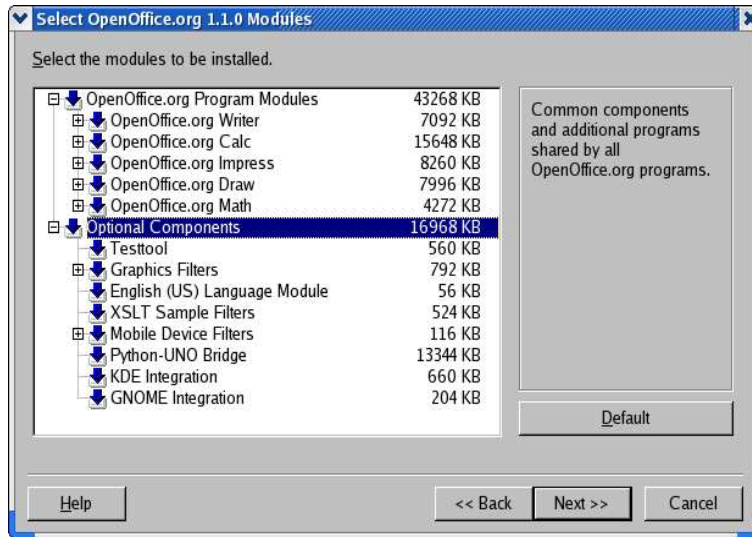 Select OpenOffice.org 1.1.0 Modules
Select the modules to be installed.
OpenOffice.org Program Modules 43268 KB
OpenOffice.org Writer 7092 KB
OpenOffice.org Calc 15648 KB
OpenOffice.org Impress 8260 KB
OpenOffice.org Draw 7996 KB
OpenOffice.org Math 4272 KB
Optional Components 16968 KB
Testtool 560 KB
Graphics Filters 792 KB
English (US) Language Module 56 KB
XSLT Sample Filters 524 KB
Mobile Device Filters 116 KB
Python-UNO Bridge 13344 KB
KDE Integration 660 KB
GNOME Integration 204 KB
Common components
and additional programs
shared by all
OpenOffice.org programs.
Default
Help
<< Back
Next >>
Cancel